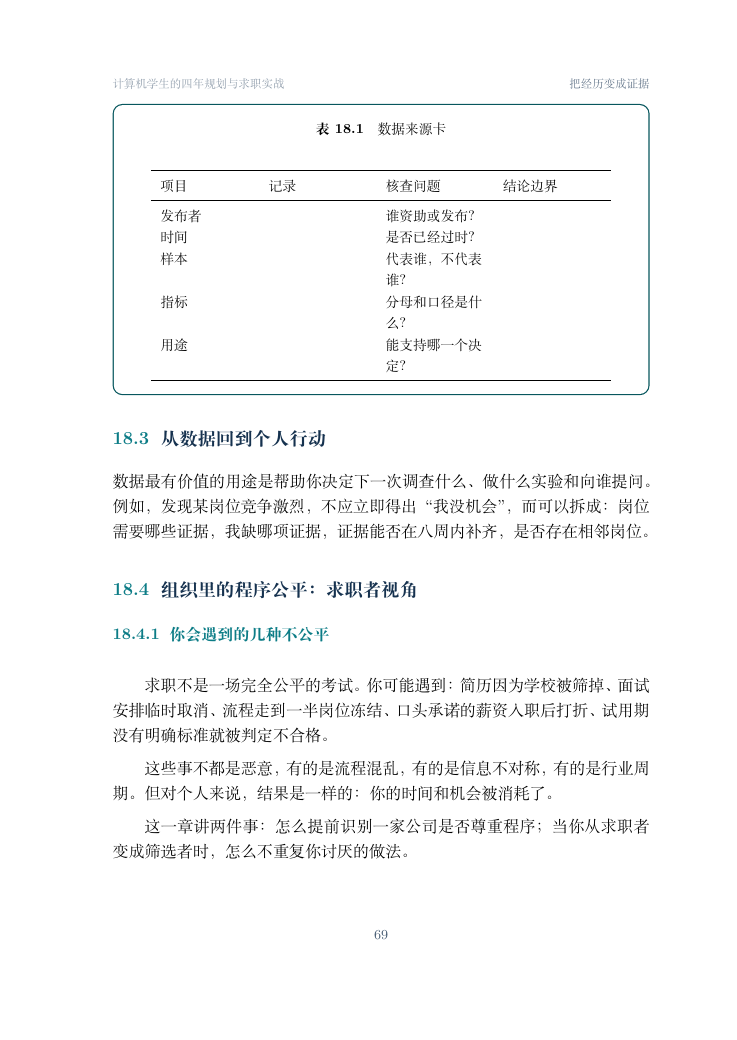 计算机学生的四年规划与求职实战 把经历变成证据
表 18.1 数据来源卡
项目 记录 核查问题 结论边界
发布者 谁资助或发布？
时间 是否已经过时？
样本 代表谁，不代表
谁？
指标 分母和口径是什
么？
用途 能支持哪一个决
定？
18.3 从数据回到个人行动
数据最有价值的用途是帮助你决定下一次调查什么、做什么实验和向谁提问。
例如，发现某岗位竞争激烈，不应立即得出“我没机会”，而可以拆成：岗位
需要哪些证据，我缺哪项证据，证据能否在八周内补齐，是否存在相邻岗位。
18.4 组织里的程序公平：求职者视角
18.4.1 你会遇到的几种不公平
求职不是一场完全公平的考试。你可能遇到：简历因为学校被筛掉、面试
安排临时取消、流程走到一半岗位冻结、口头承诺的薪资入职后打折、试用期
没有明确标准就被判定不合格。
这些事不都是恶意，有的是流程混乱，有的是信息不对称，有的是行业周
期。但对个人来说，结果是一样的：你的时间和机会被消耗了。
这一章讲两件事：怎么提前识别一家公司是否尊重程序；当你从求职者
变成筛选者时，怎么不重复你讨厌的做法。
69